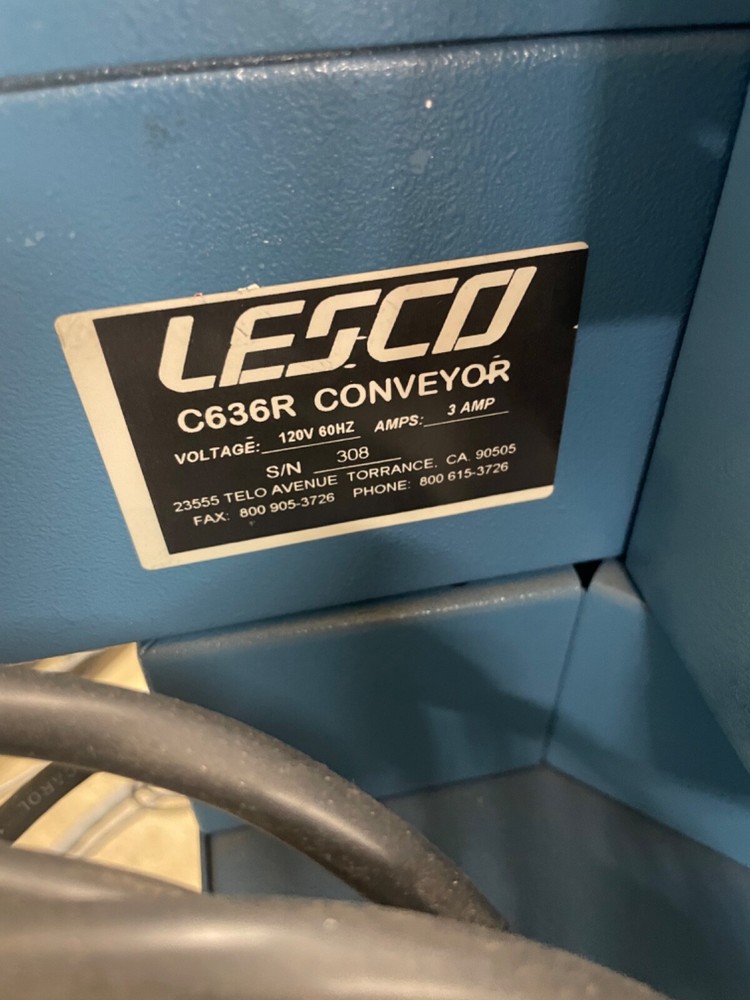 LESCO
C636R CONVEYOR
VOLTAGE: 120V 60HZ AMPS: 3 AMP
S/N 308
23555 TELO AVENUE TORRANCE, CA. 90505
FAX: 800 905-3726 PHONE: 800 615-3726
CAROL